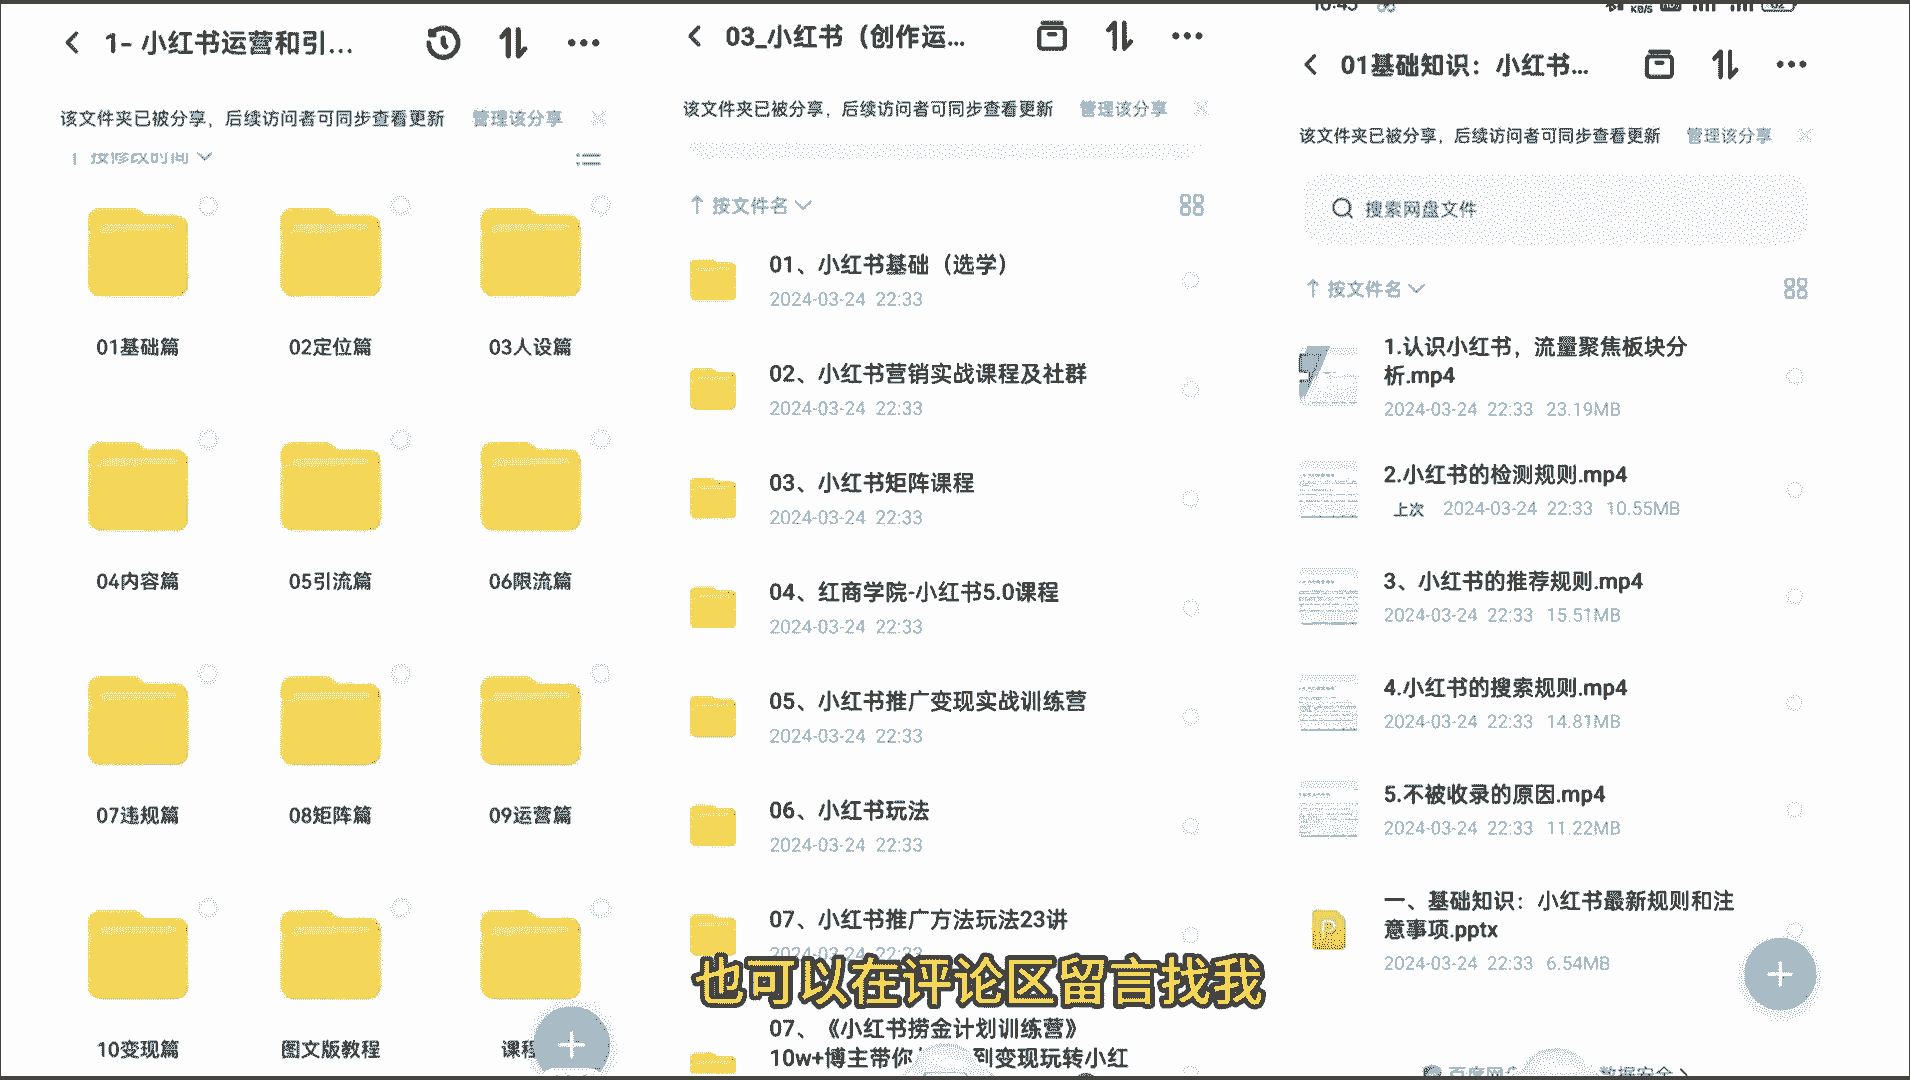 1- 小红书运营和引...
该文件夹已被分享，后续访问者可同步查看更新 管理该分享
按修改时间
01基础篇
02定位篇
03人设篇
04内容篇
05引流篇
06限流篇
07违规篇
08矩阵篇
09运营篇
10变现篇
图文版教程
课程
03_小红书（创作运...
该文件夹已被分享，后续访问者可同步查看更新 管理该分享
按文件名
01、小红书基础（选学）
2024-03-24 22:33
02、小红书营销实战课程及社群
2024-03-24 22:33
03、小红书矩阵课程
2024-03-24 22:33
04、红商学院-小红书5.0课程
2024-03-24 22:33
05、小红书推广变现实战训练营
2024-03-24 22:33
06、小红书玩法
2024-03-24 22:33
07、小红书推广方法玩法23讲
2024-03-24 22:33
也可以在评论区留言找我
07、《小红书捞金计划训练营》
10w+博主带你 到变现玩转小红
01基础知识：小红书...
该文件夹已被分享，后续访问者可同步查看更新 管理该分享
搜索网盘文件
按文件名
1.认识小红书，流量聚焦板块分
析.mp4
2024-03-24 22:33 23.19MB
2.小红书的检测规则.mp4
上次 2024-03-24 22:33 10.55MB
3、小红书的推荐规则.mp4
2024-03-24 22:33 15.51MB
4.小红书的搜索规则.mp4
2024-03-24 22:33 14.81MB
5.不被收录的原因.mp4
2024-03-24 22:33 11.22MB
一、基础知识：小红书最新规则和注
意事项.pptx
2024-03-24 22:33 6.54MB